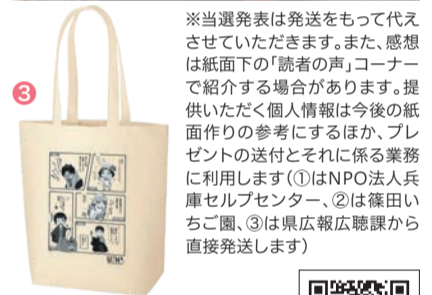 ③
※当選発表は発送をもって代え
させていただきます。また、感想
は紙面下の「読者の声」コーナー
で紹介する場合があります。提
供いただく個人情報は今後の紙
面作りの参考にするほか、プレ
ゼントの送付とそれに係る業務
に利用します(①はNPO法人兵
庫セルプセンター、②は篠田い
ちご園、③は県広報広聴課から
直接発送します)